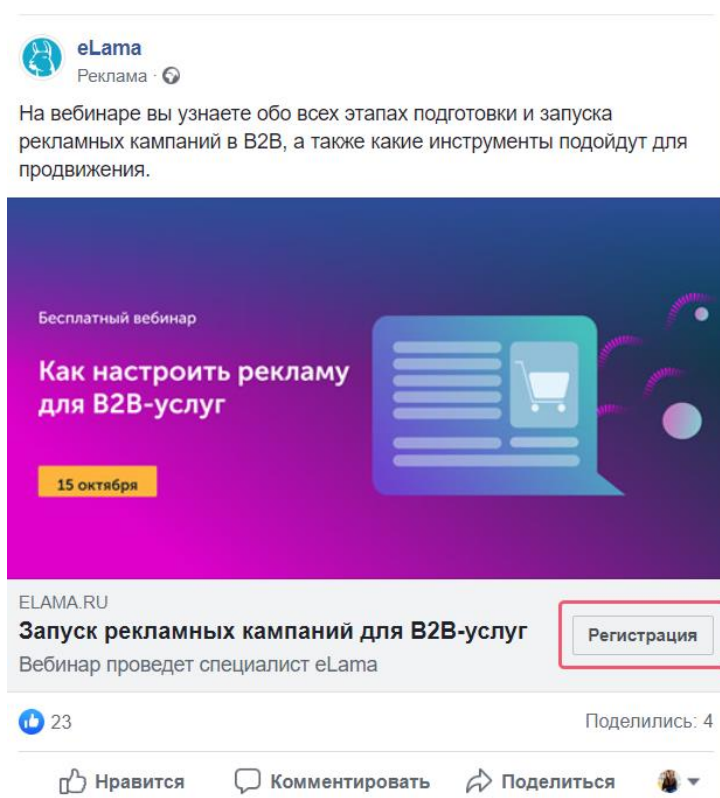 eLama
Реклама ·
На вебинаре вы узнаете обо всех этапах подготовки и запуска
рекламных кампаний в B2B, а также какие инструменты подойдут для
продвижения.
Бесплатный вебинар
Как настроить рекламу
для B2B-услуг
15 октября
ELAMA.RU
Запуск рекламных кампаний для B2B-услуг
Вебинар проведет специалист eLama
Регистрация
23
Поделились: 4
Нравится
Комментировать
Поделиться